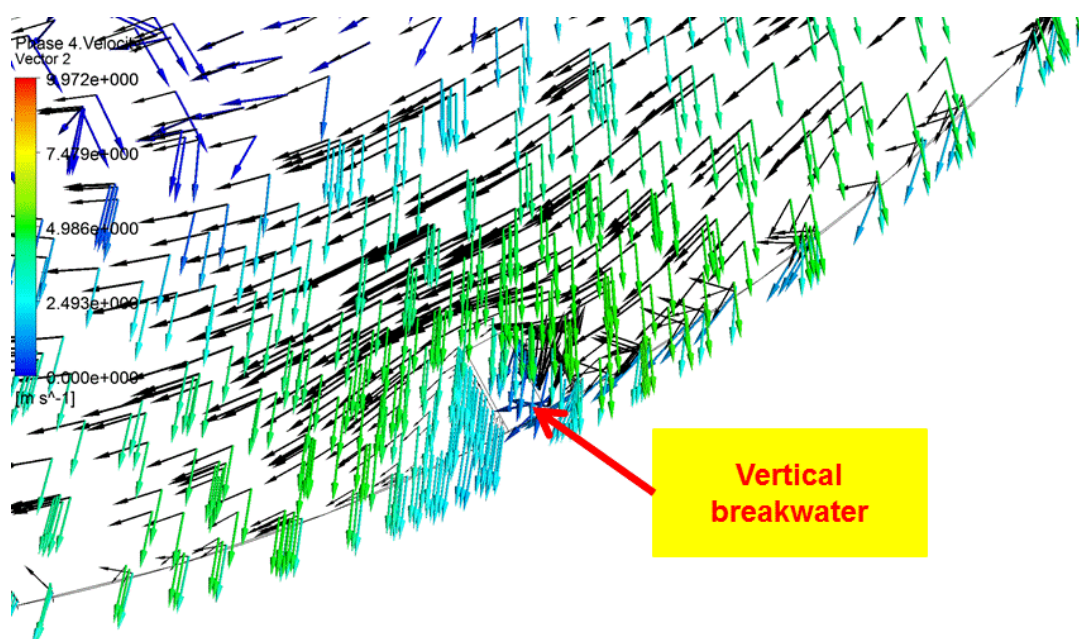 Phase 4.Velocity
Vector 2
9.972e+000
7.479e+000
4.986e+000
2.493e+000
0.000e+000
[m s^-1]
Vertical
breakwater